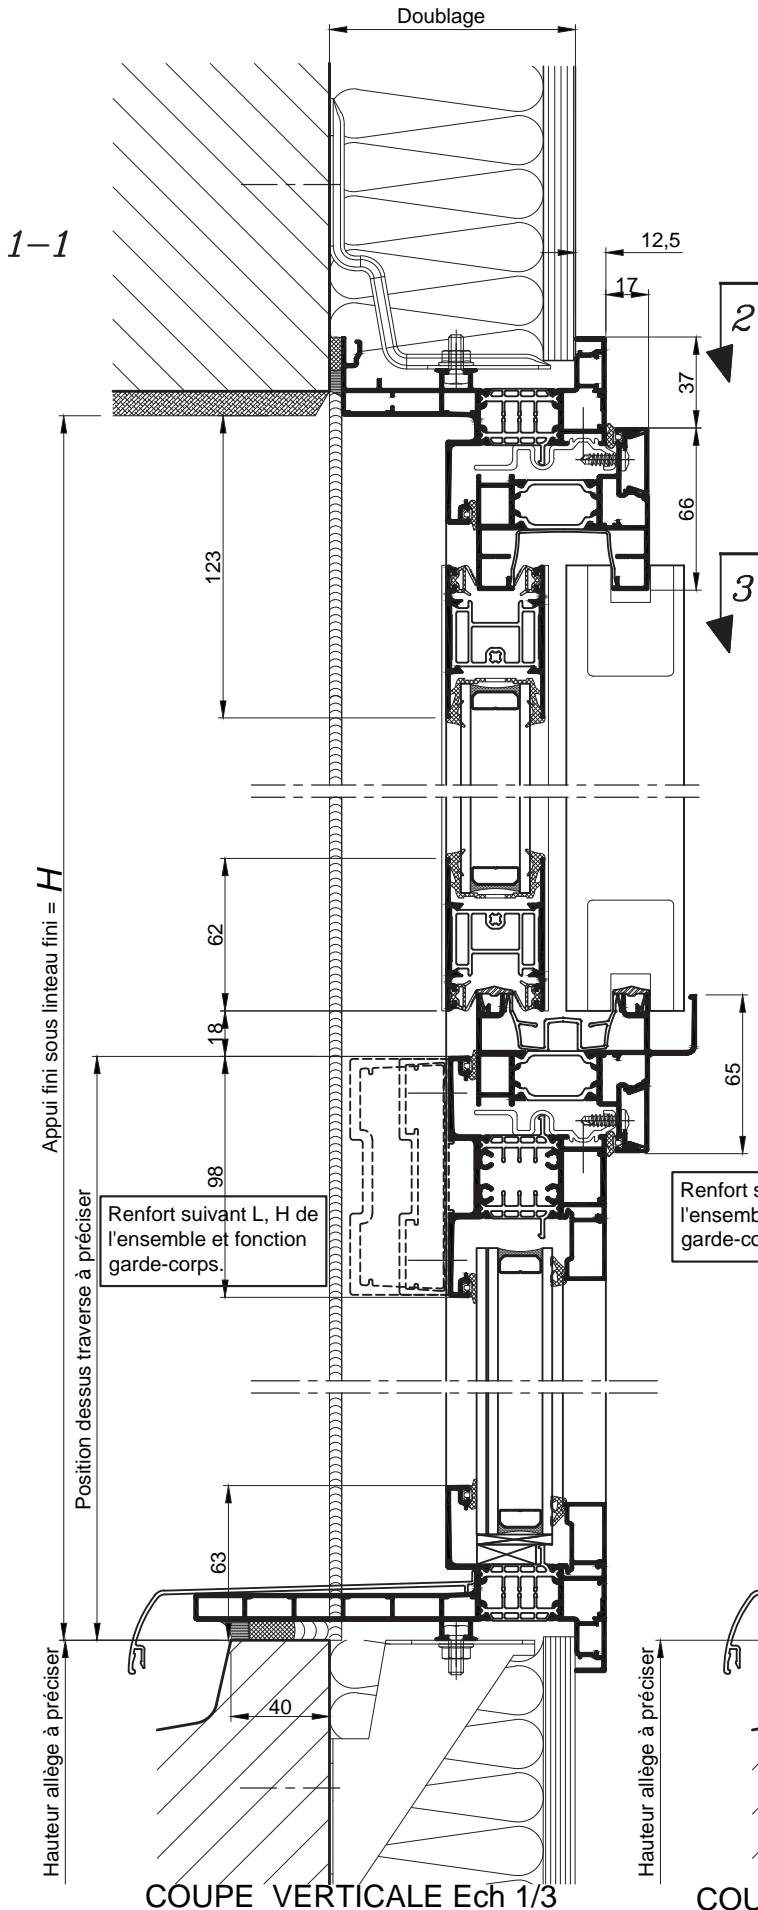 Doublage
1-1
12,5
17
2
37
66
123
3
Appui fini sous linteau fini = H
62
18
65
98
Position dessus traverse à préciser
Renfort suivant L, H de
l'ensemble et fonction
garde-corps.
Renfort s
l'ensemb
garde-co
63
40
Hauteur allège à préciser
Hauteur allège à préciser
COUPE VERTICALE Ech 1/3
COU